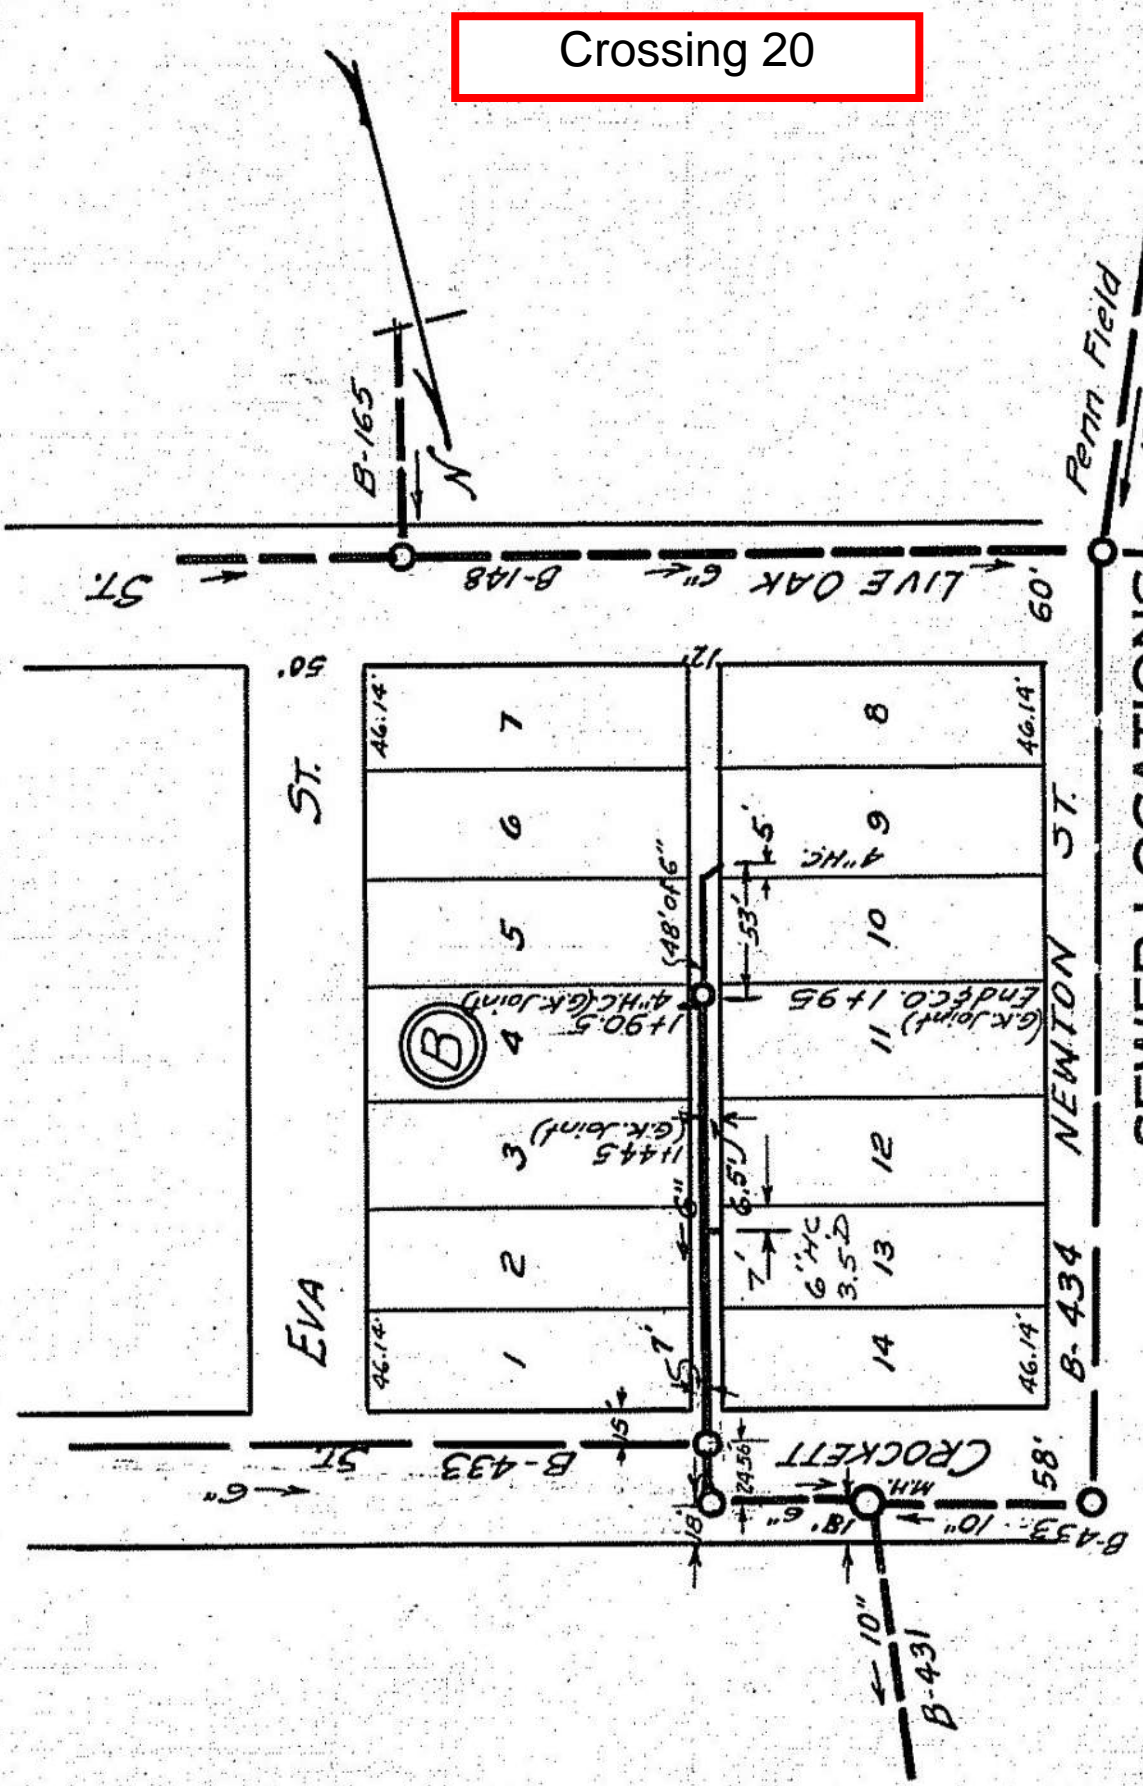 Crossing 20
Penn. Field
B-165
N
ST.
B-148
6"
LIVE OAK
60'
50'
12'
46.14'
7
8
46.14'
ST.
6
9
5'
4"H.C.
(48' of 6"
53'
5
10
1+90.5
4"HC(G.K.Joint)
End & C.O. 1+95
(G.K.Joint)
B
4
11
NEWTON ST.
1+44.5
(G.K.Joint)
3
12
6"
6.5'
7'
6"HC
3.5'D
2
13
EVA
46.14'
1
7'
14
46.14'
B-434
15'
ST.
B-433
24.56'
CROCKETT
58'
6"
M.H.
18'
6"
18'
10"
B-433
10"
B-431
SEWER LOCATIONS